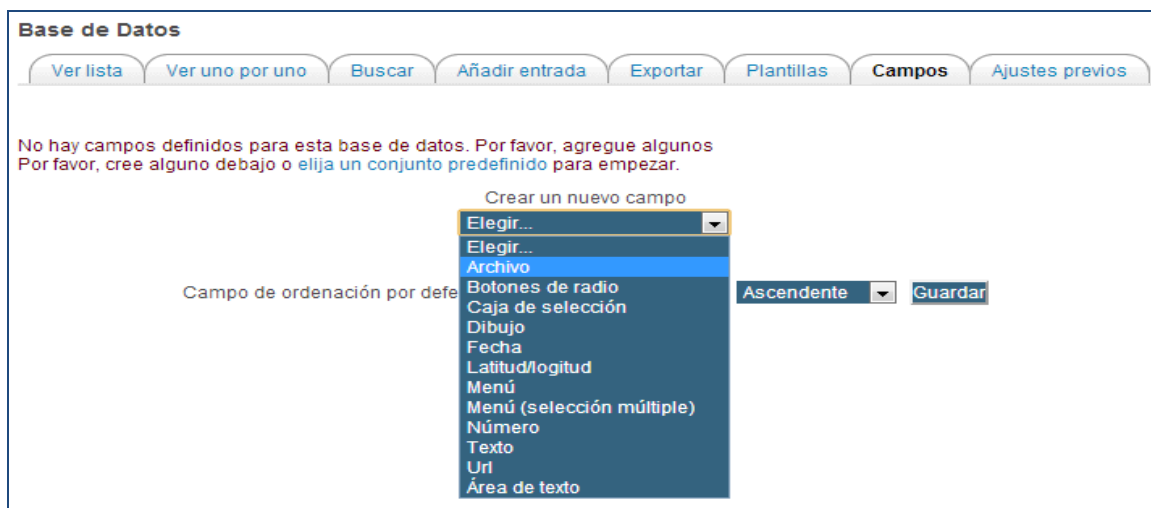 Base de Datos
Ver lista Ver uno por uno Buscar Añadir entrada Exportar Plantillas Campos Ajustes previos
No hay campos definidos para esta base de datos. Por favor, agregue algunos
Por favor, cree alguno debajo o elija un conjunto predefinido para empezar.
Crear un nuevo campo
Elegir...
Elegir...
Archivo
Botones de radio
Campo de ordenación por defe Ascendente Guardar
Caja de selección
Dibujo
Fecha
Latitud/logitud
Menú
Menú (selección múltiple)
Número
Texto
Url
Área de texto